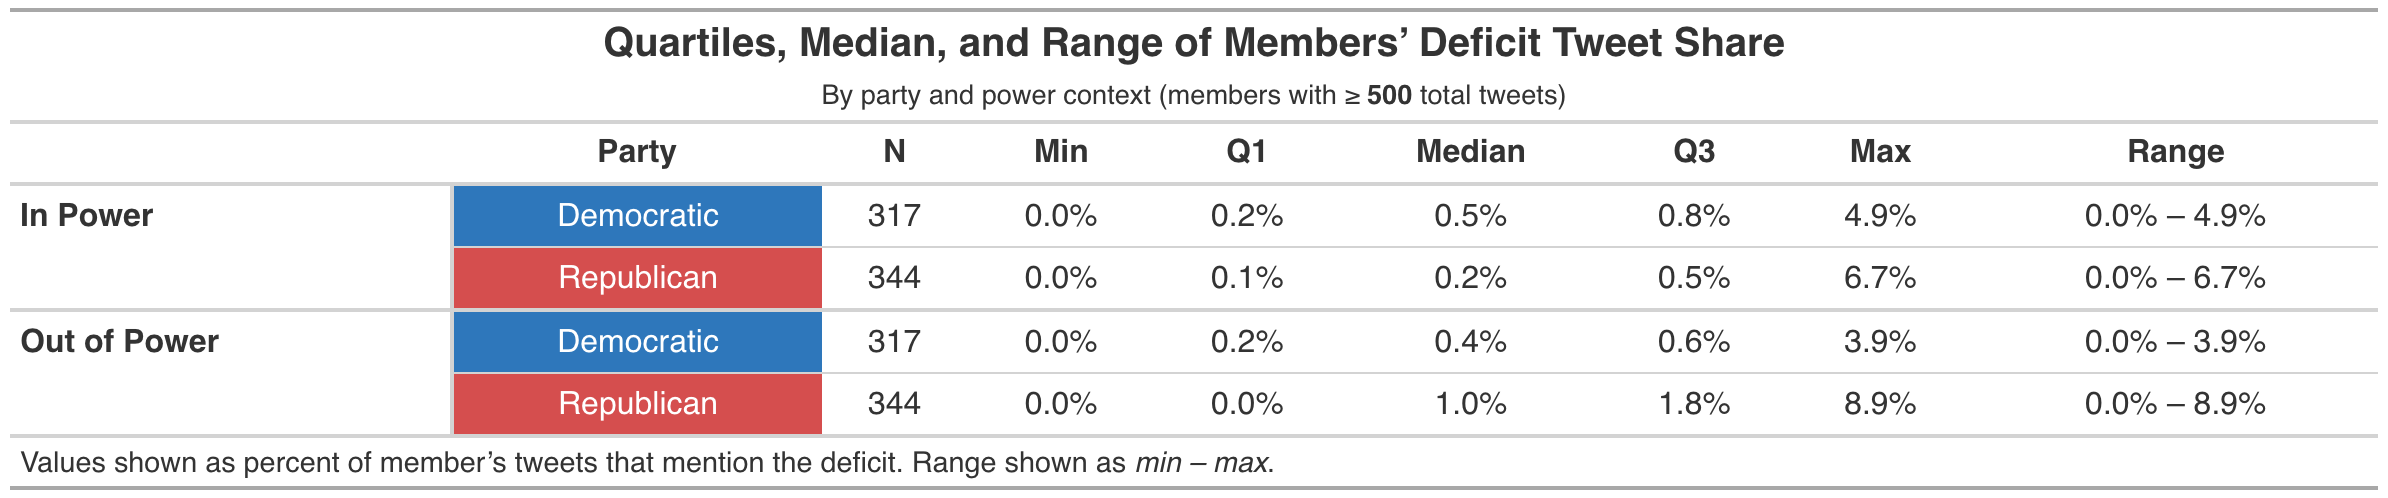 Quartiles, Median, and Range of Members’ Deficit Tweet Share
By party and power context (members with ≥ 500 total tweets)
Party N Min Q1 Median Q3 Max Range
In Power Democratic 317 0.0% 0.2% 0.5% 0.8% 4.9% 0.0% – 4.9%
Republican 344 0.0% 0.1% 0.2% 0.5% 6.7% 0.0% – 6.7%
Out of Power Democratic 317 0.0% 0.2% 0.4% 0.6% 3.9% 0.0% – 3.9%
Republican 344 0.0% 0.0% 1.0% 1.8% 8.9% 0.0% – 8.9%
Values shown as percent of member’s tweets that mention the deficit. Range shown as min – max.